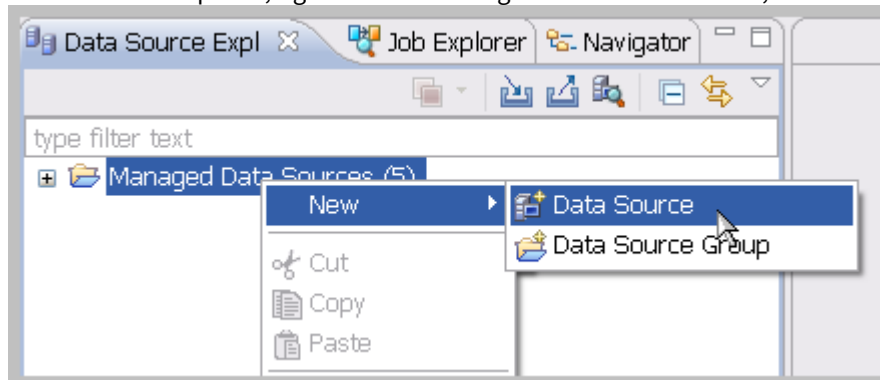 Data Source Expl Job Explorer Navigator
type filter text
Managed Data Sources (5)
New
Data Source
Data Source Group
Cut
Copy
Paste